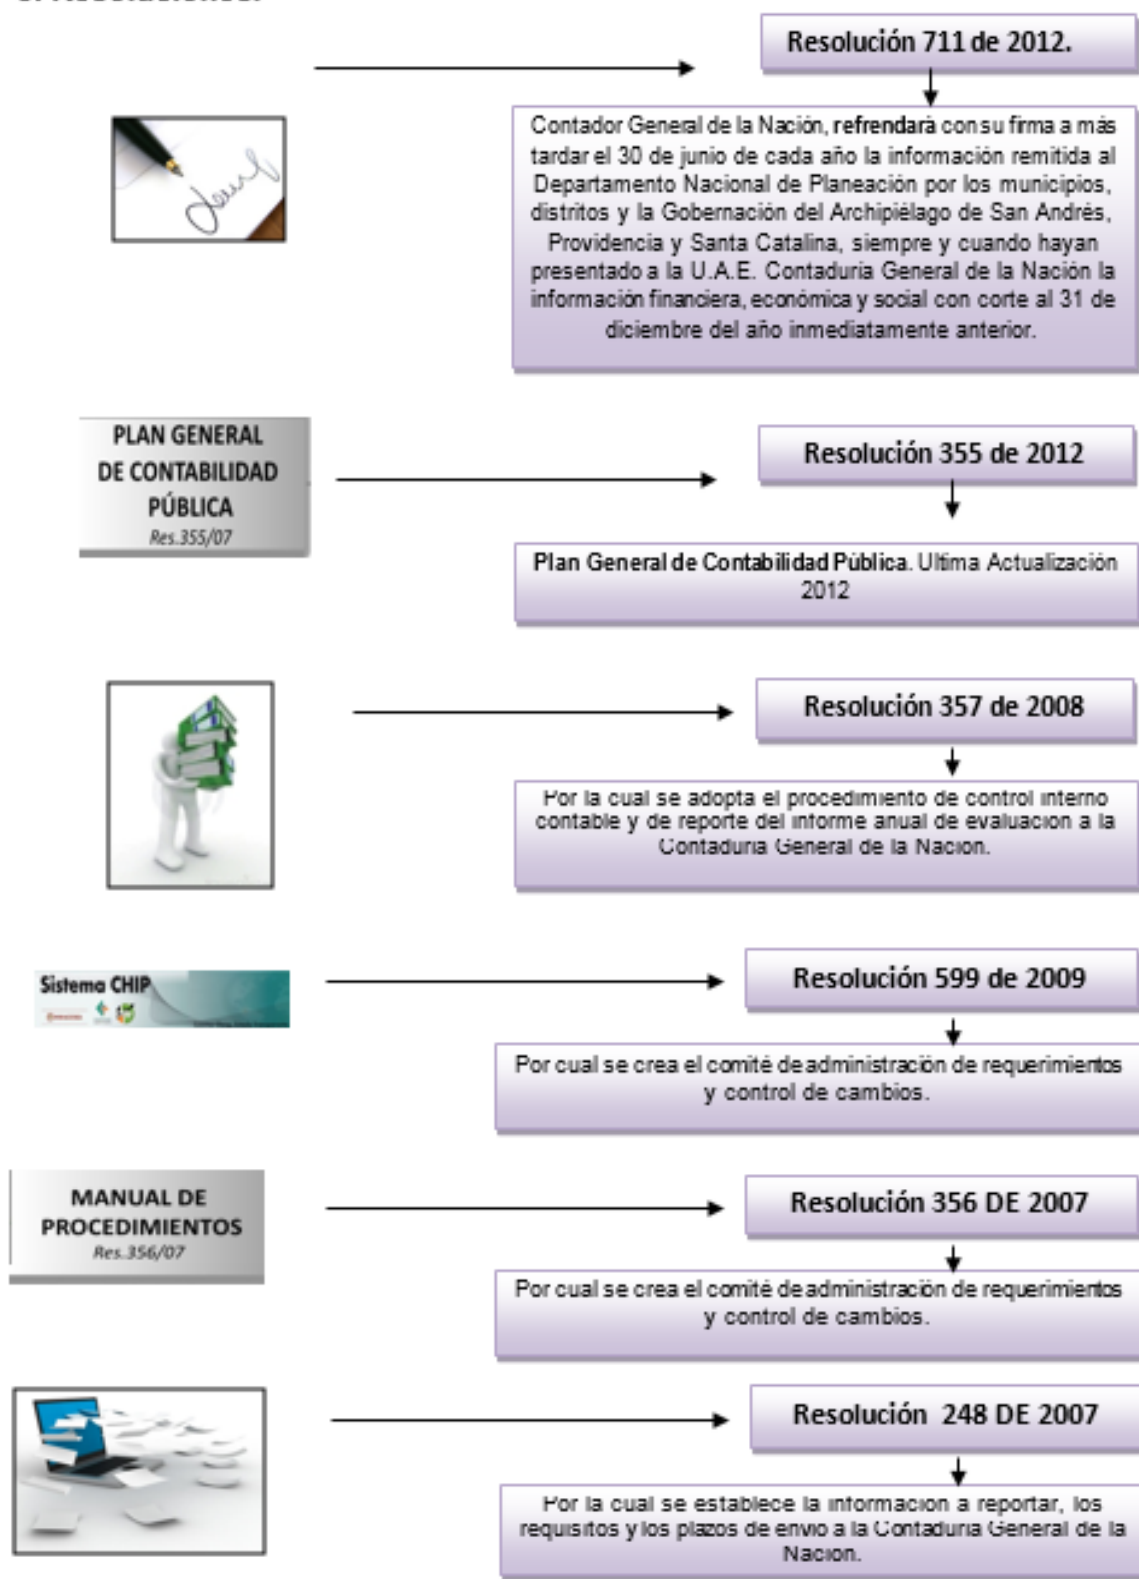 Resolución 711 de 2012.
Contador General de la Nación, refrendará con su firma a más
tardar el 30 de junio de cada año la información remitida al
Departamento Nacional de Planeación por los municipios,
distritos y la Gobernación del Archipiélago de San Andrés,
Providencia y Santa Catalina, siempre y cuando hayan
presentado a la U.A.E. Contaduría General de la Nación la
información financiera, económica y social con corte al 31 de
diciembre del año inmediatamente anterior.
PLAN GENERAL
DE CONTABILIDAD
PÚBLICA
Res.355/07
Resolución 355 de 2012
Plan General de Contabilidad Pública. Ultima Actualización
2012
Resolución 357 de 2008
Por la cual se adopta el procedimiento de control interno
contable y de reporte del informe anual de evaluación a la
Contaduría General de la Nación.
Sistema CHIP
Resolución 599 de 2009
Por cual se crea el comité de administración de requerimientos
y control de cambios.
MANUAL DE
PROCEDIMIENTOS
Res.356/07
Resolución 356 DE 2007
Por cual se crea el comité de administración de requerimientos
y control de cambios.
Resolución 248 DE 2007
Por la cual se establece la información a reportar, los
requisitos y los plazos de envío a la Contaduría General de la
Nación.